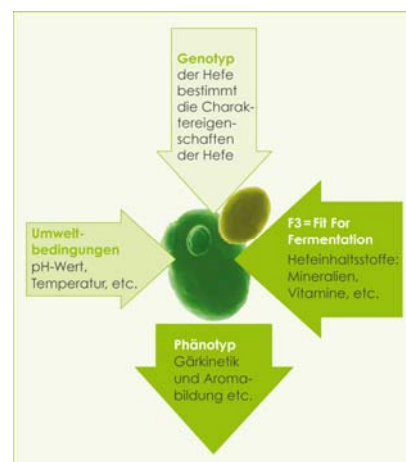 Genotyp
der Hefe
bestimmt
die Charak-
tereigen-
schaften
der Hefe
Umwelt-
bedingungen
pH-Wert,
Temperatur, etc.
F3=Fit For
Fermentation
Hefeinhaltsstoffe:
Mineralien,
Vitamine, etc.
Phänotyp
Gärkinetik
und Aroma-
bildung etc.